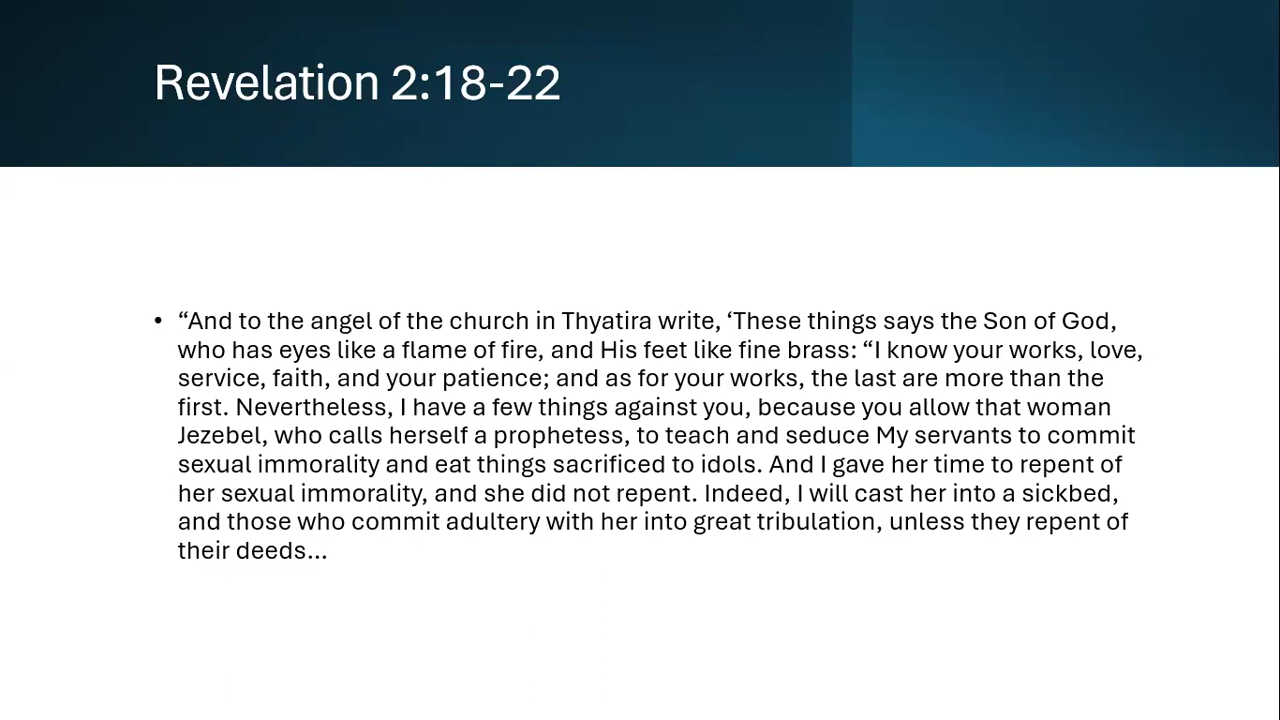 Revelation 2:18-22
• “And to the angel of the church in Thyatira write, ‘These things says the Son of God,
who has eyes like a flame of fire, and His feet like fine brass: “I know your works, love,
service, faith, and your patience; and as for your works, the last are more than the
first. Nevertheless, I have a few things against you, because you allow that woman
Jezebel, who calls herself a prophetess, to teach and seduce My servants to commit
sexual immorality and eat things sacrificed to idols. And I gave her time to repent of
her sexual immorality, and she did not repent. Indeed, I will cast her into a sickbed,
and those who commit adultery with her into great tribulation, unless they repent of
their deeds...